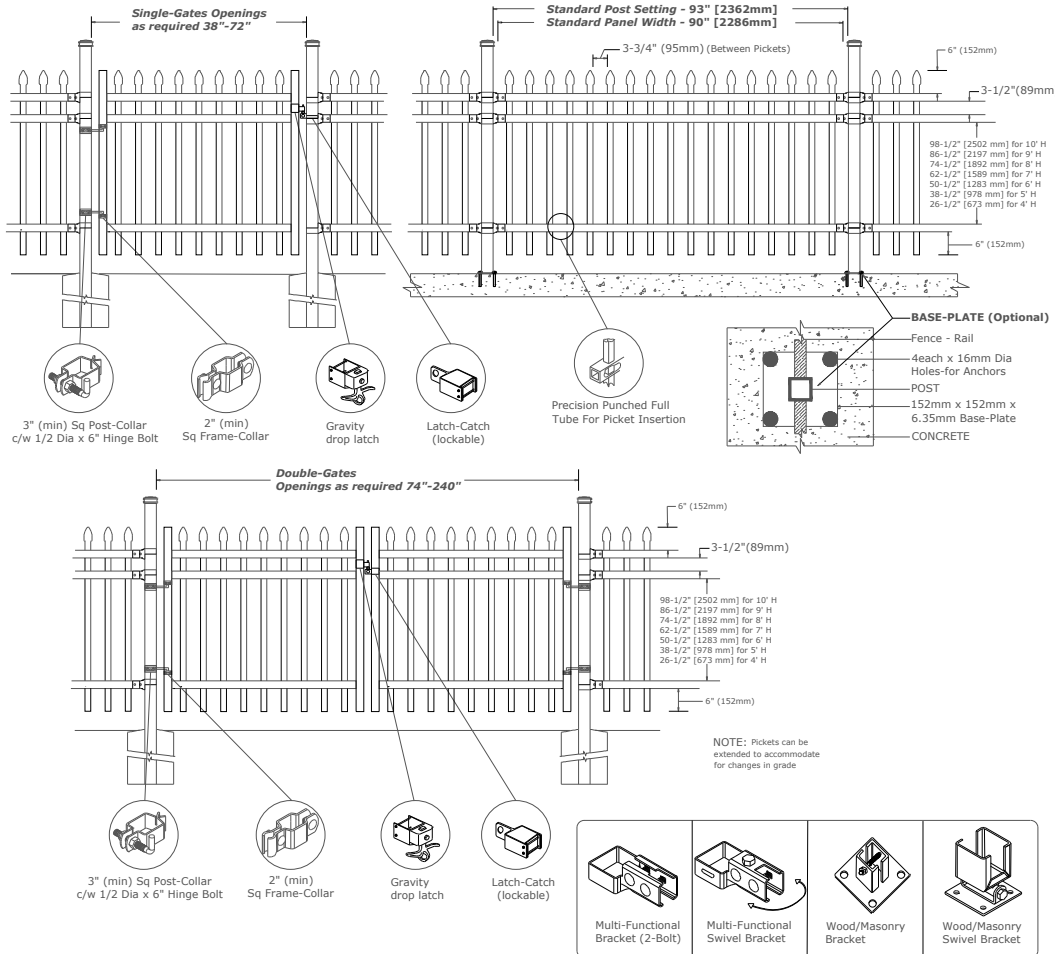 Single-Gates Openings
as required 38"-72"
Standard Post Setting - 93" [2362mm]
Standard Panel Width - 90" [2286mm]
3-3/4" (95mm) (Between Pickets)
6" (152mm)
3-1/2"(89mm
98-1/2" [2502 mm] for 10' H
86-1/2" [2197 mm] for 9' H
74-1/2" [1892 mm] for 8' H
62-1/2" [1589 mm] for 7' H
50-1/2" [1283 mm] for 6' H
38-1/2" [978 mm] for 5' H
26-1/2" [673 mm] for 4' H
6" (152mm)
3" (min) Sq Post-Collar
c/w 1/2 Dia x 6" Hinge Bolt
2" (min)
Sq Frame-Collar
Gravity
drop latch
Latch-Catch
(lockable)
Precision Punched Full
Tube For Picket Insertion
BASE-PLATE (Optional)
Fence - Rail
4each x 16mm Dia
Holes-for Anchors
POST
152mm x 152mm x
6.35mm Base-Plate
CONCRETE
Double-Gates
Openings as required 74"-240"
6" (152mm)
3-1/2"(89mm)
98-1/2" [2502 mm] for 10' H
86-1/2" [2197 mm] for 9' H
74-1/2" [1892 mm] for 8' H
62-1/2" [1589 mm] for 7' H
50-1/2" [1283 mm] for 6' H
38-1/2" [978 mm] for 5' H
26-1/2" [673 mm] for 4' H
6" (152mm)
NOTE: Pickets can be
extended to accommodate
for changes in grade
3" (min) Sq Post-Collar
c/w 1/2 Dia x 6" Hinge Bolt
2" (min)
Sq Frame-Collar
Gravity
drop latch
Latch-Catch
(lockable)
Multi-Functional
Bracket (2-Bolt)
Multi-Functional
Swivel Bracket
Wood/Masonry
Bracket
Wood/Masonry
Swivel Bracket